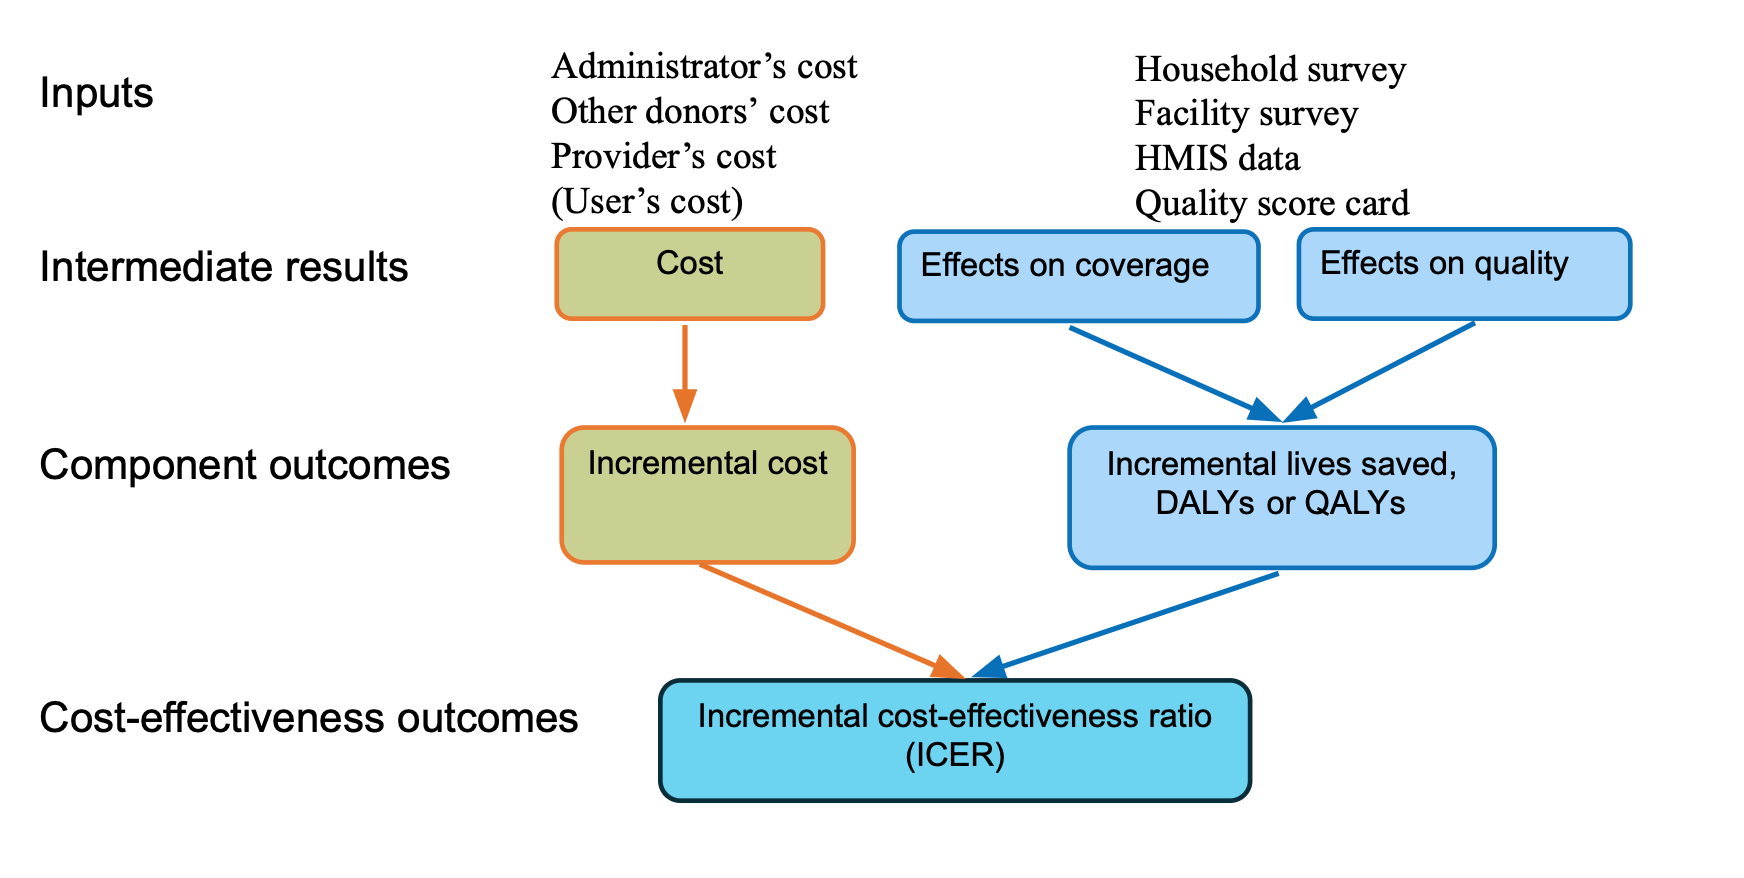 Inputs
Administrator’s cost
Other donors’ cost
Provider’s cost
(User’s cost)
Household survey
Facility survey
HMIS data
Quality score card
Intermediate results
Cost
Effects on coverage
Effects on quality
Component outcomes
Incremental cost
Incremental lives saved,
DALYs or QALYs
Cost-effectiveness outcomes
Incremental cost-effectiveness ratio
(ICER)